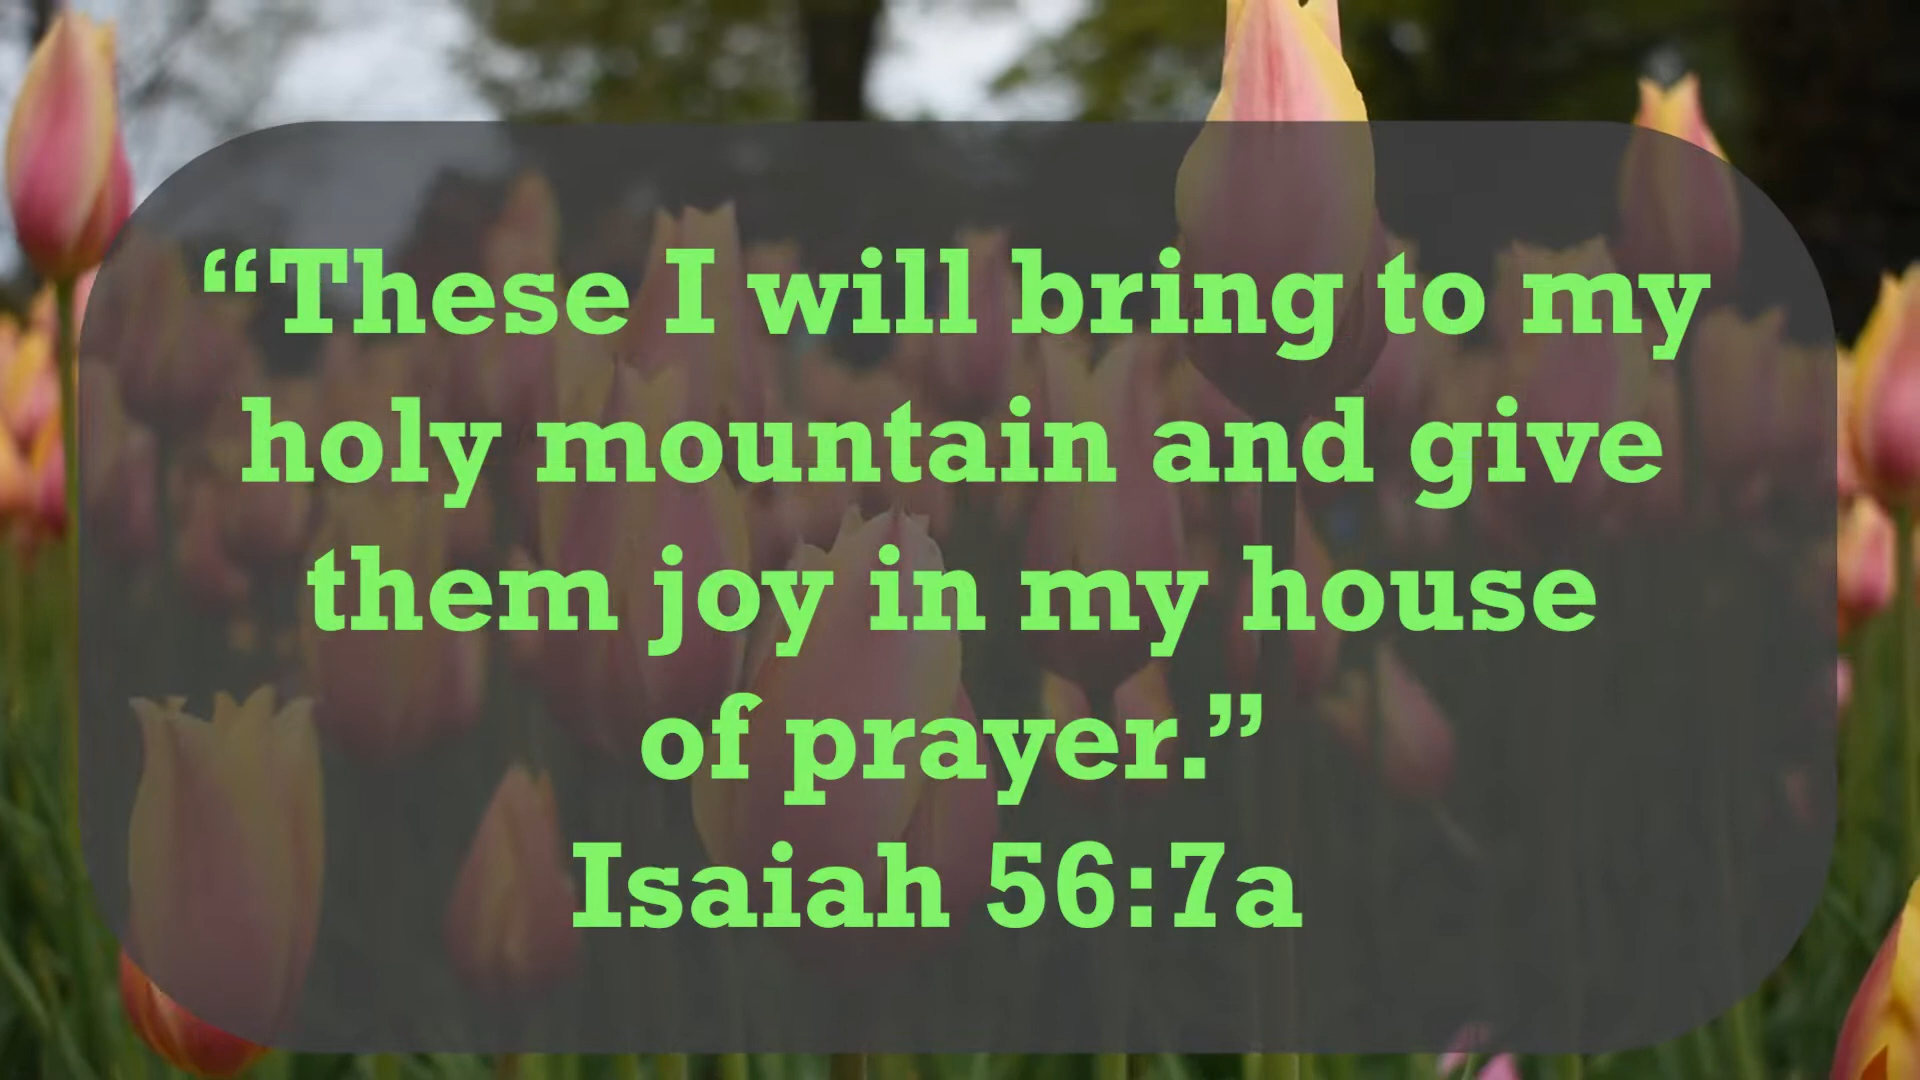 “These I will bring to my
holy mountain and give
them joy in my house
of prayer.”
Isaiah 56:7a